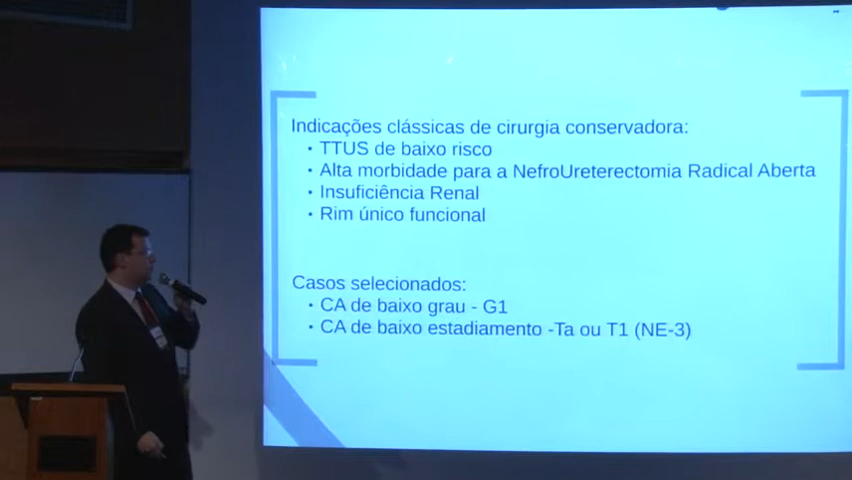 Indicações clássicas de cirurgia conservadora:
• TTUS de baixo risco
• Alta morbidade para a NefroUreterectomia Radical Aberta
• Insuficiência Renal
• Rim único funcional
Casos selecionados:
• CA de baixo grau - G1
• CA de baixo estadiamento -Ta ou T1 (NE-3)